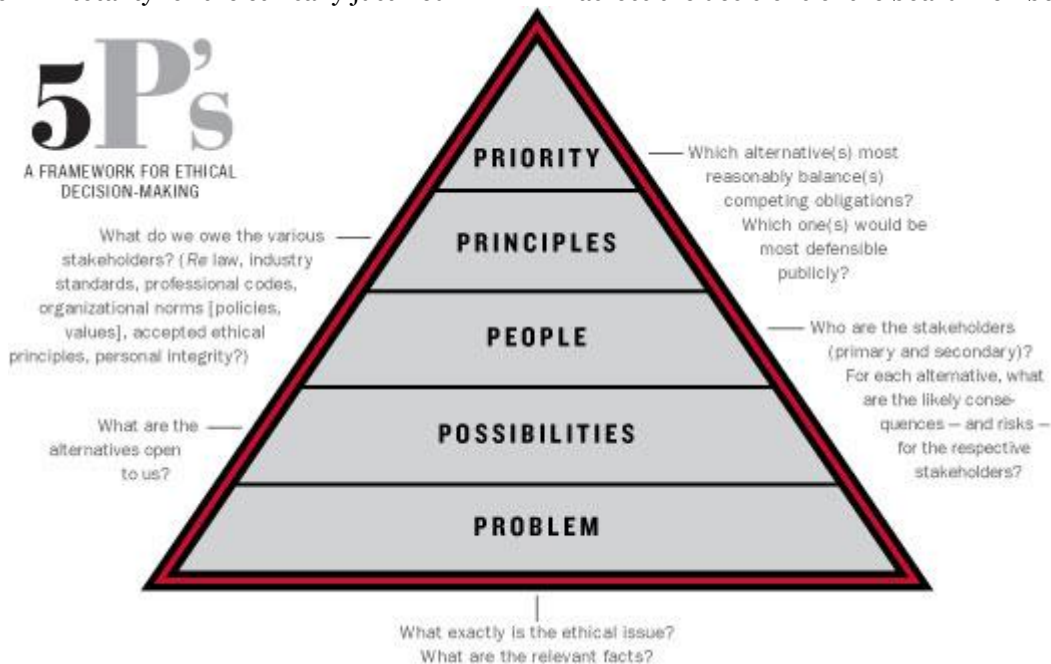 5P's
A FRAMEWORK FOR ETHICAL
DECISION-MAKING
PRIORITY
Which alternative(s) most
reasonably balance(s)
competing obligations?
Which one(s) would be
most defensible
publicly?
PRINCIPLES
What do we owe the various
stakeholders? (Re law, industry
standards, professional codes,
organizational norms [policies,
values], accepted ethical
principles, personal integrity?)
PEOPLE
Who are the stakeholders
(primary and secondary)?
For each alternative, what
are the likely conse-
quences — and risks —
for the respective
stakeholders?
POSSIBILITIES
What are the
alternatives open
to us?
PROBLEM
What exactly is the ethical issue?
What are the relevant facts?